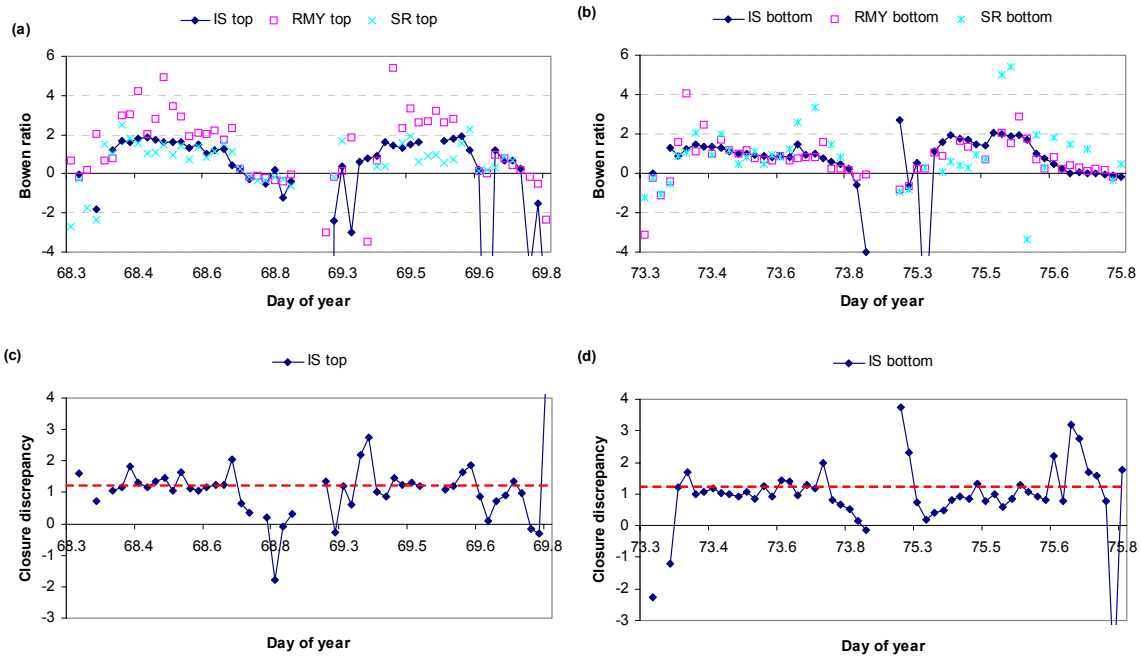 (a)
IS top RMY top SR top
6
4
2
0
-2
-4
68.3 68.4 68.6 68.8 69.3 69.5 69.6 69.8
Bowen ratio
Day of year
(b)
IS bottom RMY bottom SR bottom
6
4
2
0
-2
-4
73.3 73.4 73.6 73.8 75.3 75.5 75.6 75.8
Bowen ratio
Day of year
(c)
IS top
4
3
2
1
0
-1
-2
-3
68.3 68.4 68.6 68.8 69.3 69.5 69.6 69.8
Closure discrepancy
Day of year
(d)
IS bottom
4
3
2
1
0
-1
-2
-3
73.3 73.4 73.6 73.8 75.3 75.5 75.6 75.8
Closure discrepancy
Day of year